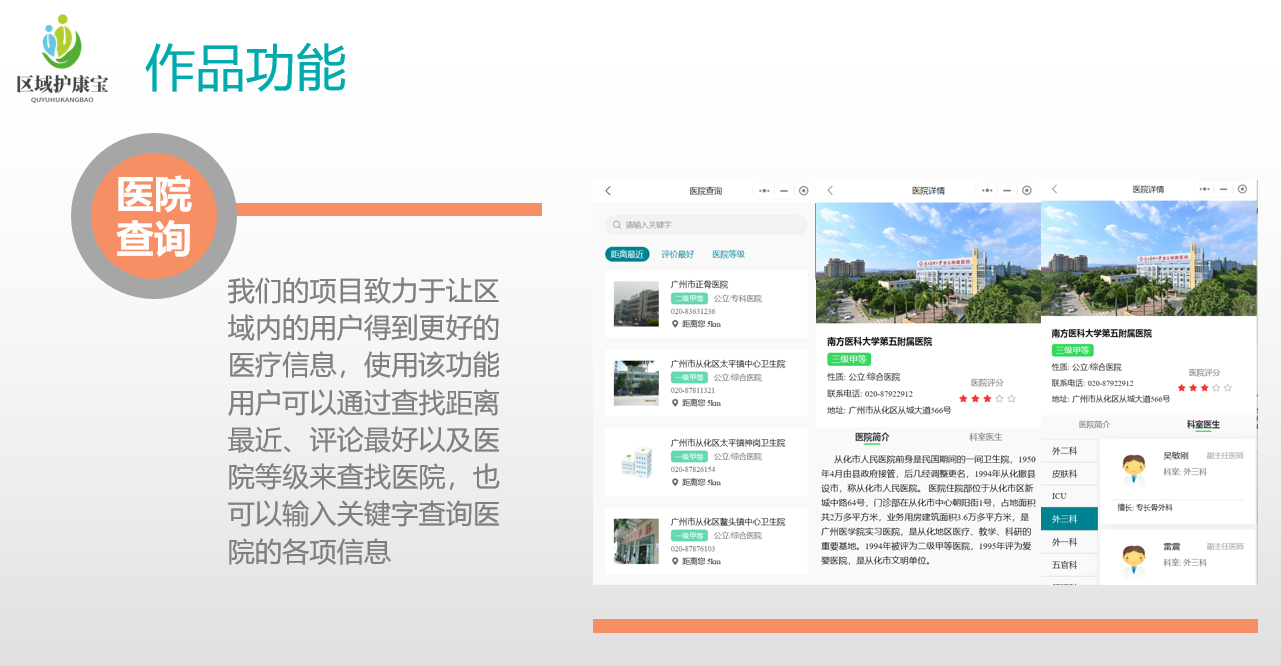 区域护康宝
QUYUHUKANGBAO
作品功能
医院
查询
我们的项目致力于让区
域内的用户得到更好的
医疗信息，使用该功能
用户可以通过查找距离
最近、评论最好以及医
院等级来查找医院，也
可以输入关键字查询医
院的各项信息
医院查询
请输入关键字
距离最近 评价最好 医院等级
广州市正骨医院
二级甲等 公立/专科医院
020-83631236
距离您 5km
广州市从化区太平镇中心卫生院
一级甲等 公立/综合医院
020-87811321
距离您 5km
广州市从化区太平镇神岗卫生院
一级甲等 公立/综合医院
020-87826154
距离您 5km
广州市从化区鳌头镇中心卫生院
一级甲等 公立/综合医院
020-87876103
距离您 5km
医院详情
南方医科大学第五附属医院
三级甲等
性质: 公立/综合医院
医院评分
联系电话: 020-87922912
地址: 广州市从化区从城大道566号
医院简介 科室医生
从化市人民医院前身是民国期间的一间卫生院，1950
年4月由县政府接管，后几经调整更名，1994年从化撤县
设市，称从化市人民医院。 医院住院部位于从化市区新
城中路64号，门诊部在从化市中心朝阳街1号，占地面积
共2万多平方米，业务用房建筑面积3.6万多平方米，是
广州医学院实习医院，是从化地区医疗、教学、科研的
重要基地。1994年被评为二级甲等医院，1995年评为爱
婴医院，是从化市文明单位。
医院详情
南方医科大学第五附属医院
三级甲等
性质: 公立/综合医院
医院评分
联系电话: 020-87922912
地址: 广州市从化区从城大道566号
医院简介 科室医生
外二科
皮肤科
ICU
外三科
外一科
五官科
吴敏刚 副主任医师
科室: 外三科
擅长: 专长骨外科
雷震 副主任医师
科室: 外三科